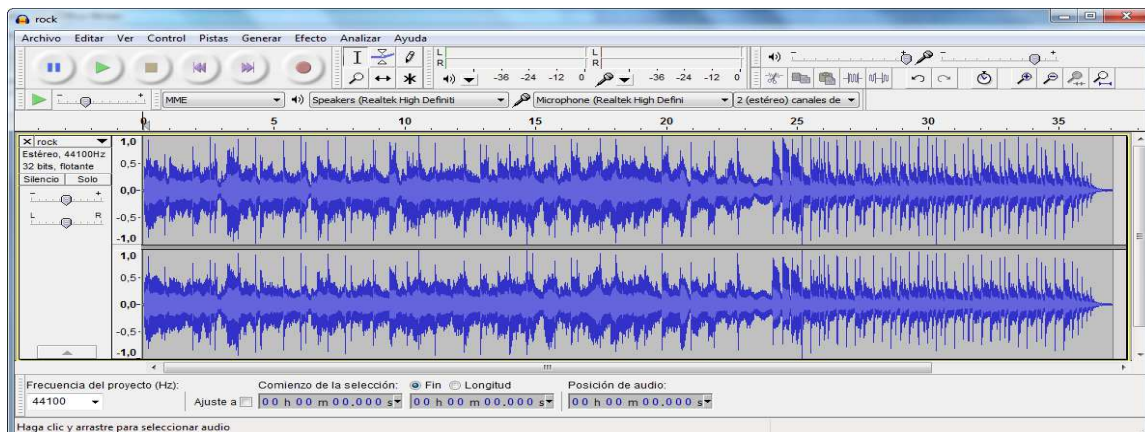 rock
Archivo Editar Ver Control Pistas Generar Efecto Analizar Ayuda
L
R
-36 -24 -12 0
L
R
-36 -24 -12 0
MME
Speakers (Realtek High Definiti
Microphone (Realtek High Defini
2 (estéreo) canales de
0 5 10 15 20 25 30 35
rock
Estéreo, 44100Hz
32 bits, flotante
Silencio Solo
- +
L R
1,0
0,5-
0,0-
-0,5-
-1,0
1,0
0,5-
0,0-
-0,5-
-1,0
Frecuencia del proyecto (Hz):
44100
Comienzo de la selección: Fin Longitud
Posición de audio:
Ajuste a
00 h 00 m 00.000 s
00 h 00 m 00.000 s
00 h 00 m 00.000 s
Haga clic y arrastre para seleccionar audio